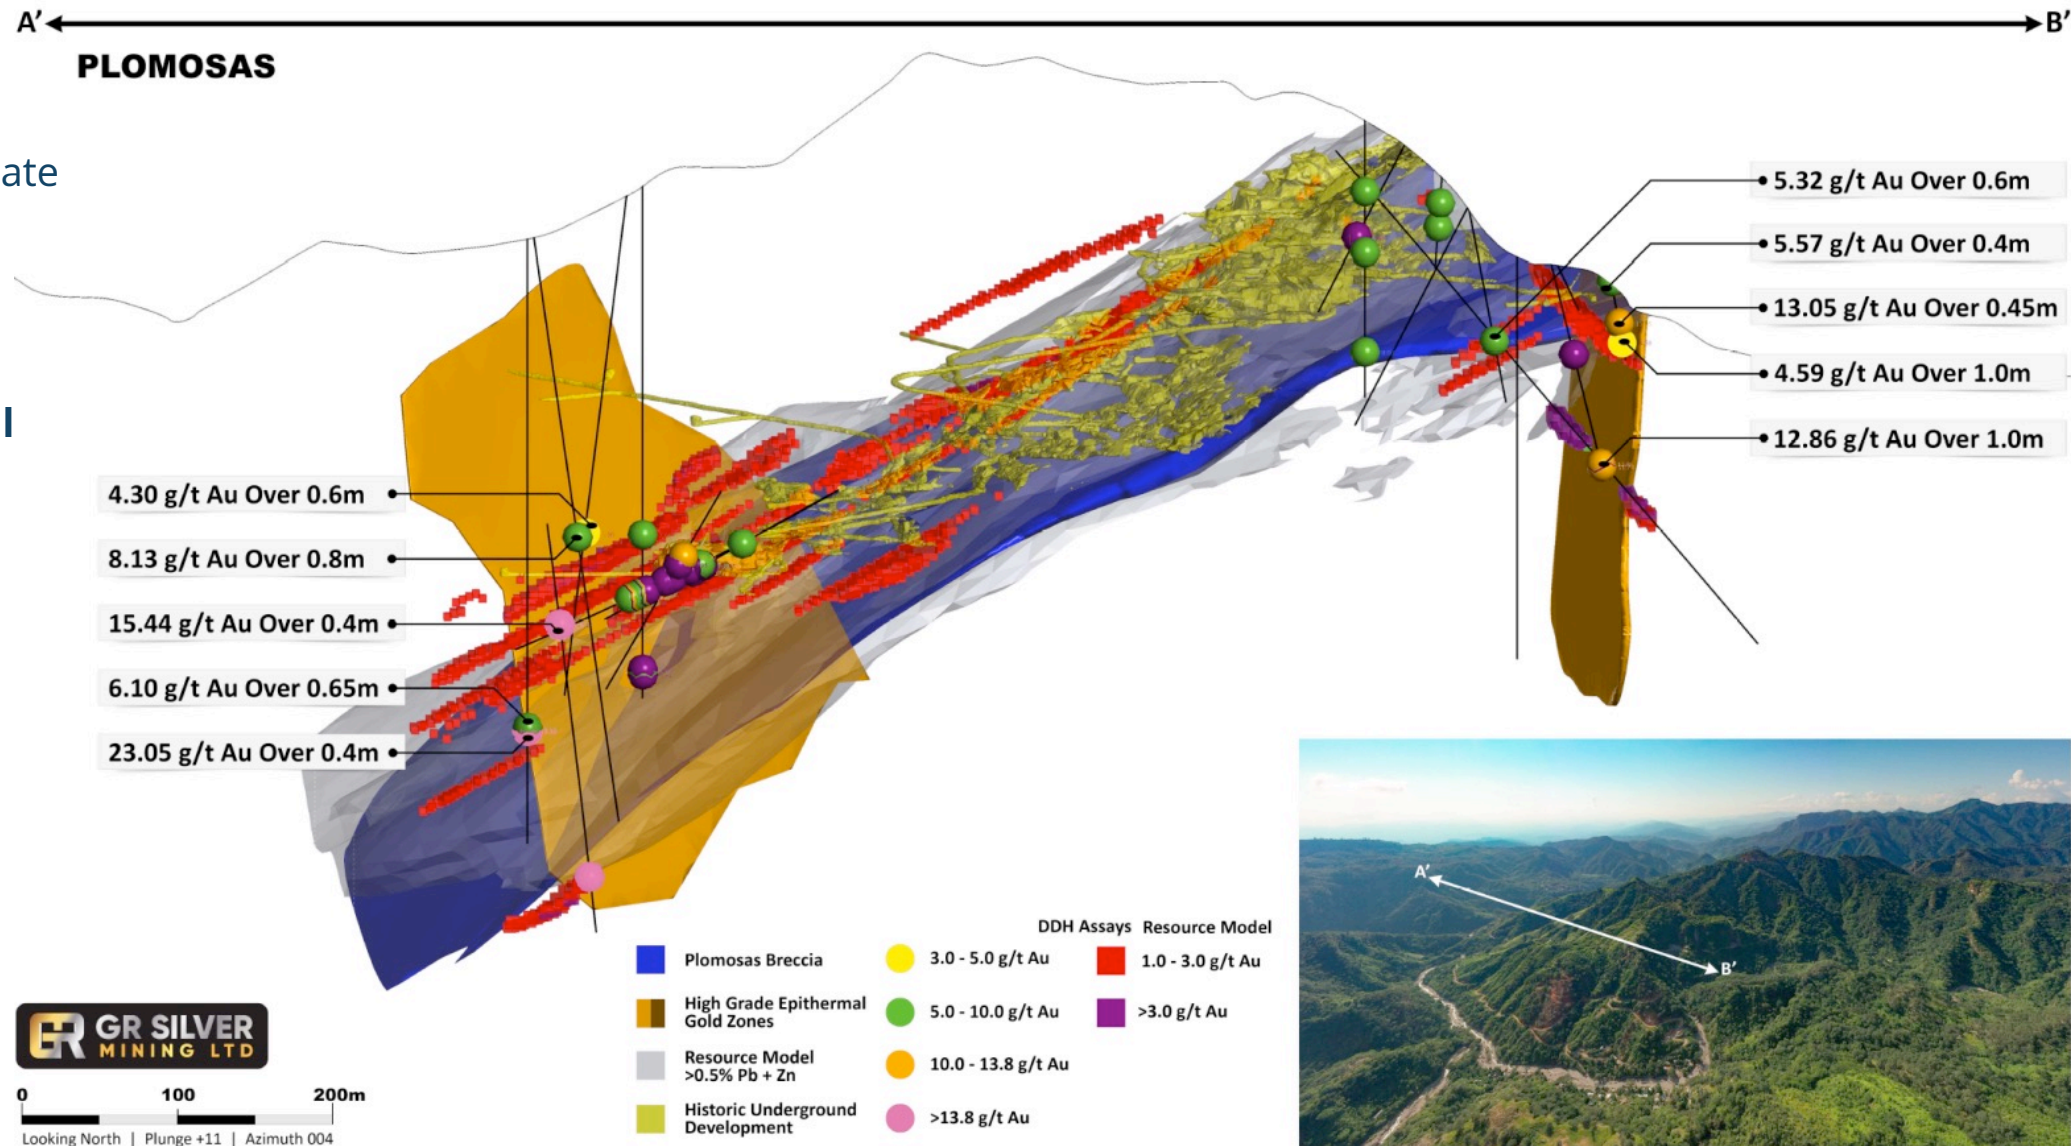 A’
B’
PLOMOSAS
ate
l
5.32 g/t Au Over 0.6m
5.57 g/t Au Over 0.4m
13.05 g/t Au Over 0.45m
4.59 g/t Au Over 1.0m
12.86 g/t Au Over 1.0m
4.30 g/t Au Over 0.6m
8.13 g/t Au Over 0.8m
15.44 g/t Au Over 0.4m
6.10 g/t Au Over 0.65m
23.05 g/t Au Over 0.4m
A’
B’
DDH Assays Resource Model
Plomosas Breccia
3.0 - 5.0 g/t Au
1.0 - 3.0 g/t Au
High Grade Epithermal
Gold Zones
5.0 - 10.0 g/t Au
>3.0 g/t Au
Resource Model
>0.5% Pb + Zn
10.0 - 13.8 g/t Au
Historic Underground
Development
>13.8 g/t Au
GR GR SILVER
MINING LTD
0 100 200m
Looking North | Plunge +11 | Azimuth 004